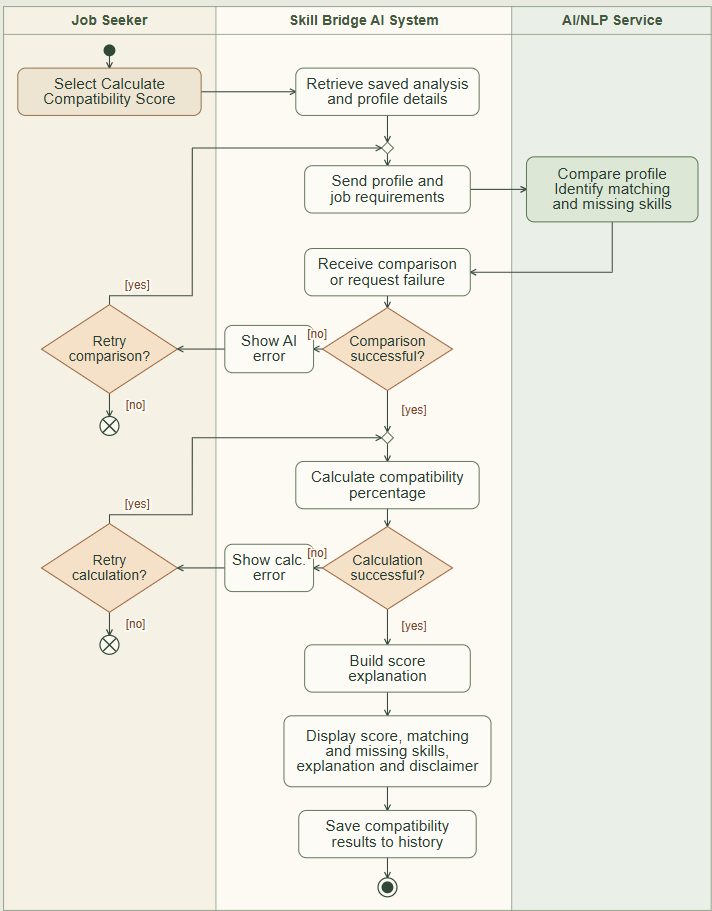 Job Seeker
Skill Bridge AI System
AI/NLP Service
Select Calculate
Compatibility Score
Retrieve saved analysis
and profile details
Send profile and
job requirements
Compare profile
Identify matching
and missing skills
Receive comparison
or request failure
[yes]
Retry
comparison?
Show AI
error
[no]
Comparison
successful?
[no]
[yes]
Calculate compatibility
percentage
[yes]
Retry
calculation?
Show calc.
error
[no]
Calculation
successful?
[no]
[yes]
Build score
explanation
Display score, matching
and missing skills,
explanation and disclaimer
Save compatibility
results to history